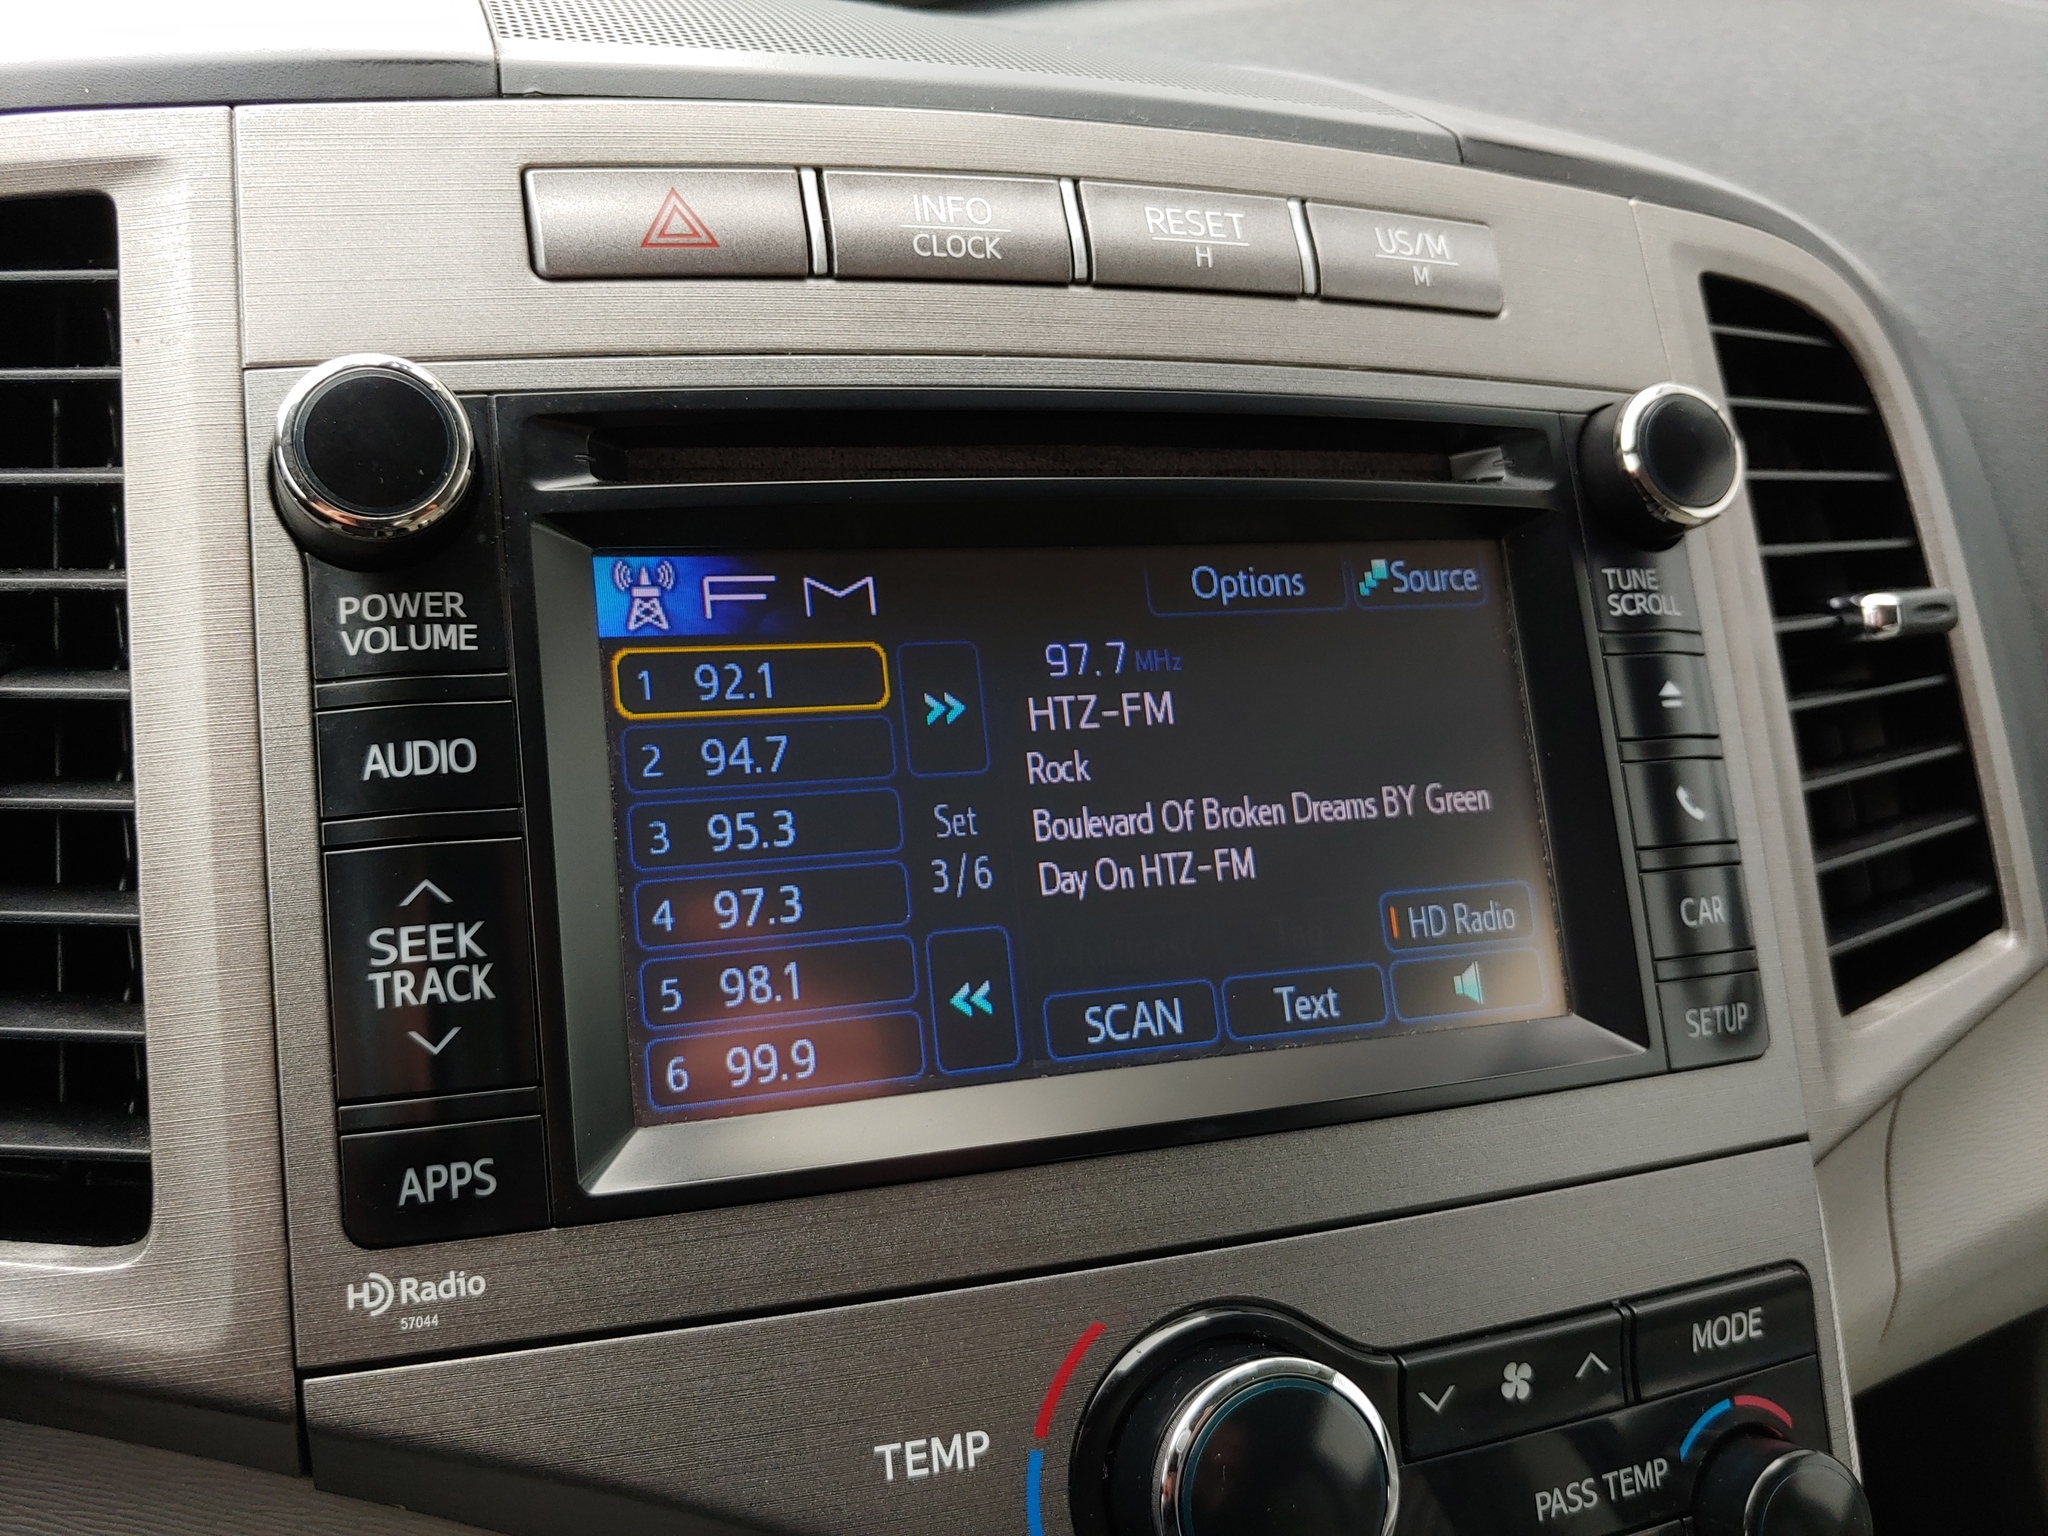 INFO
CLOCK
RESET
H
US/M
M
POWER
VOLUME
AUDIO
SEEK
TRACK
APPS
HD Radio
57044
FM
Options
Source
1 92.1
2 94.7
3 95.3
4 97.3
5 98.1
6 99.9
Set
3/6
97.7 MHz
HTZ-FM
Rock
Boulevard Of Broken Dreams BY Green
Day On HTZ-FM
Tag
HD Radio
SCAN
Text
TUNE
SCROLL
CAR
SETUP
TEMP
MODE
PASS TEMP